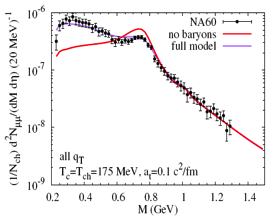 (1/N_ch) d²N_μμ/(dM dη) (20 MeV)⁻¹
10⁻⁶
10⁻⁷
10⁻⁸
10⁻⁹
NA60
no baryons
full model
all q_T
T_c=T_ch=175 MeV, a_t=0.1 c²/fm
0.2 0.4 0.6 0.8 1 1.2 1.4
M (GeV)